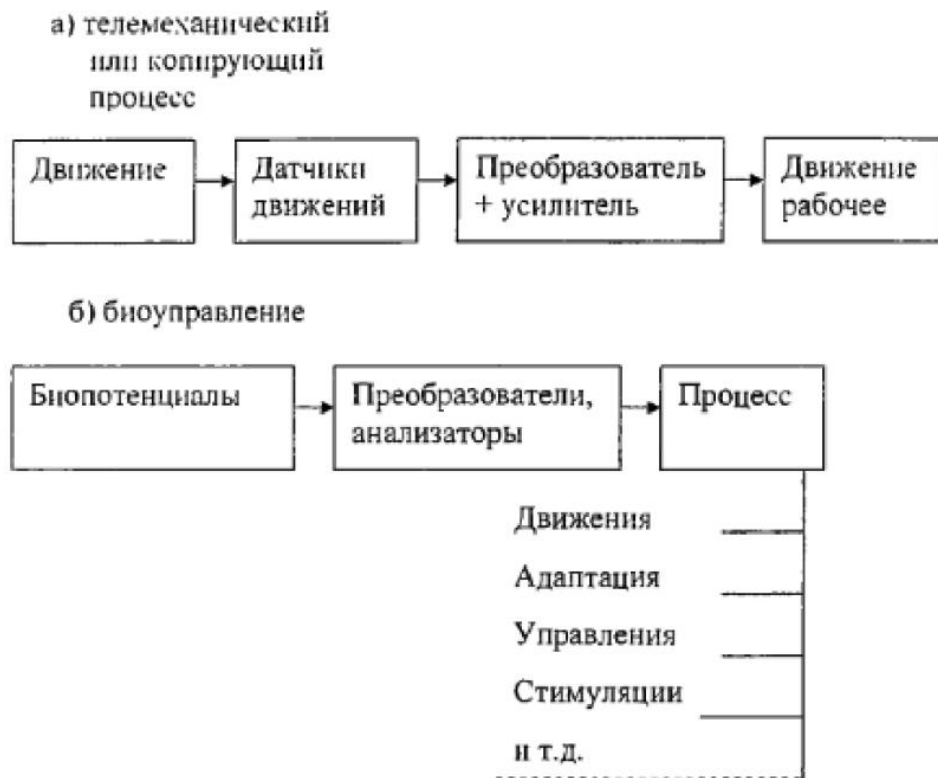 а) телемеханический
или копирующий
процесс
Движение
Датчики
движений
Преобразователь
+ усилитель
Движение
рабочее
б) биоуправление
Биопотенциалы
Преобразователи,
анализаторы
Процесс
Движения
Адаптация
Управления
Стимуляции
и т.д.